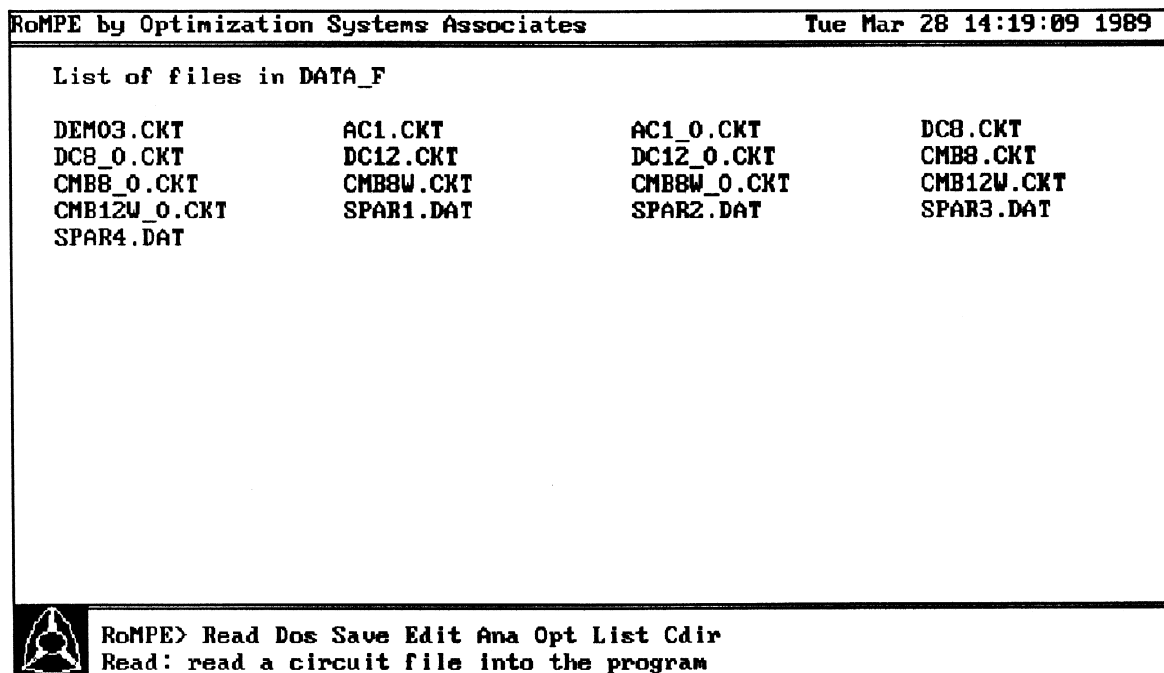 RoMPE by Optimization Systems Associates Tue Mar 28 14:19:09 1989
List of files in DATA_F
DEMO3.CKT AC1.CKT AC1_O.CKT DC8.CKT
DC8_O.CKT DC12.CKT DC12_O.CKT CMB8.CKT
CMB8_O.CKT CMB8W.CKT CMB8W_O.CKT CMB12W.CKT
CMB12W_O.CKT SPAR1.DAT SPAR2.DAT SPAR3.DAT
SPAR4.DAT
RoMPE> Read Dos Save Edit Ana Opt List Cdir
Read: read a circuit file into the program